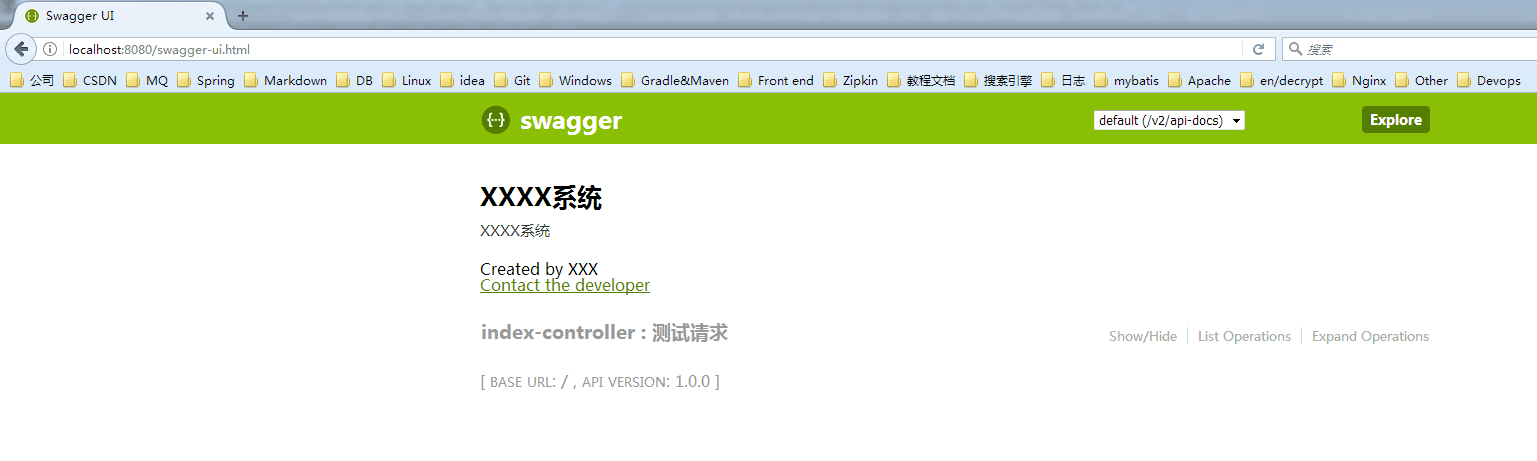 Swagger UI
localhost:8080/swagger-ui.html
搜索
公司 CSDN MQ Spring Markdown DB Linux idea Git Windows Gradle&Maven Front end Zipkin 教程文档 搜索引擎 日志 mybatis Apache en/decrypt Nginx Other Devops
{···} swagger default (/v2/api-docs) Explore
XXXX系统
XXXX系统
Created by XXX
Contact the developer
index-controller : 测试请求 Show/Hide List Operations Expand Operations
[ BASE URL: / , API VERSION: 1.0.0 ]